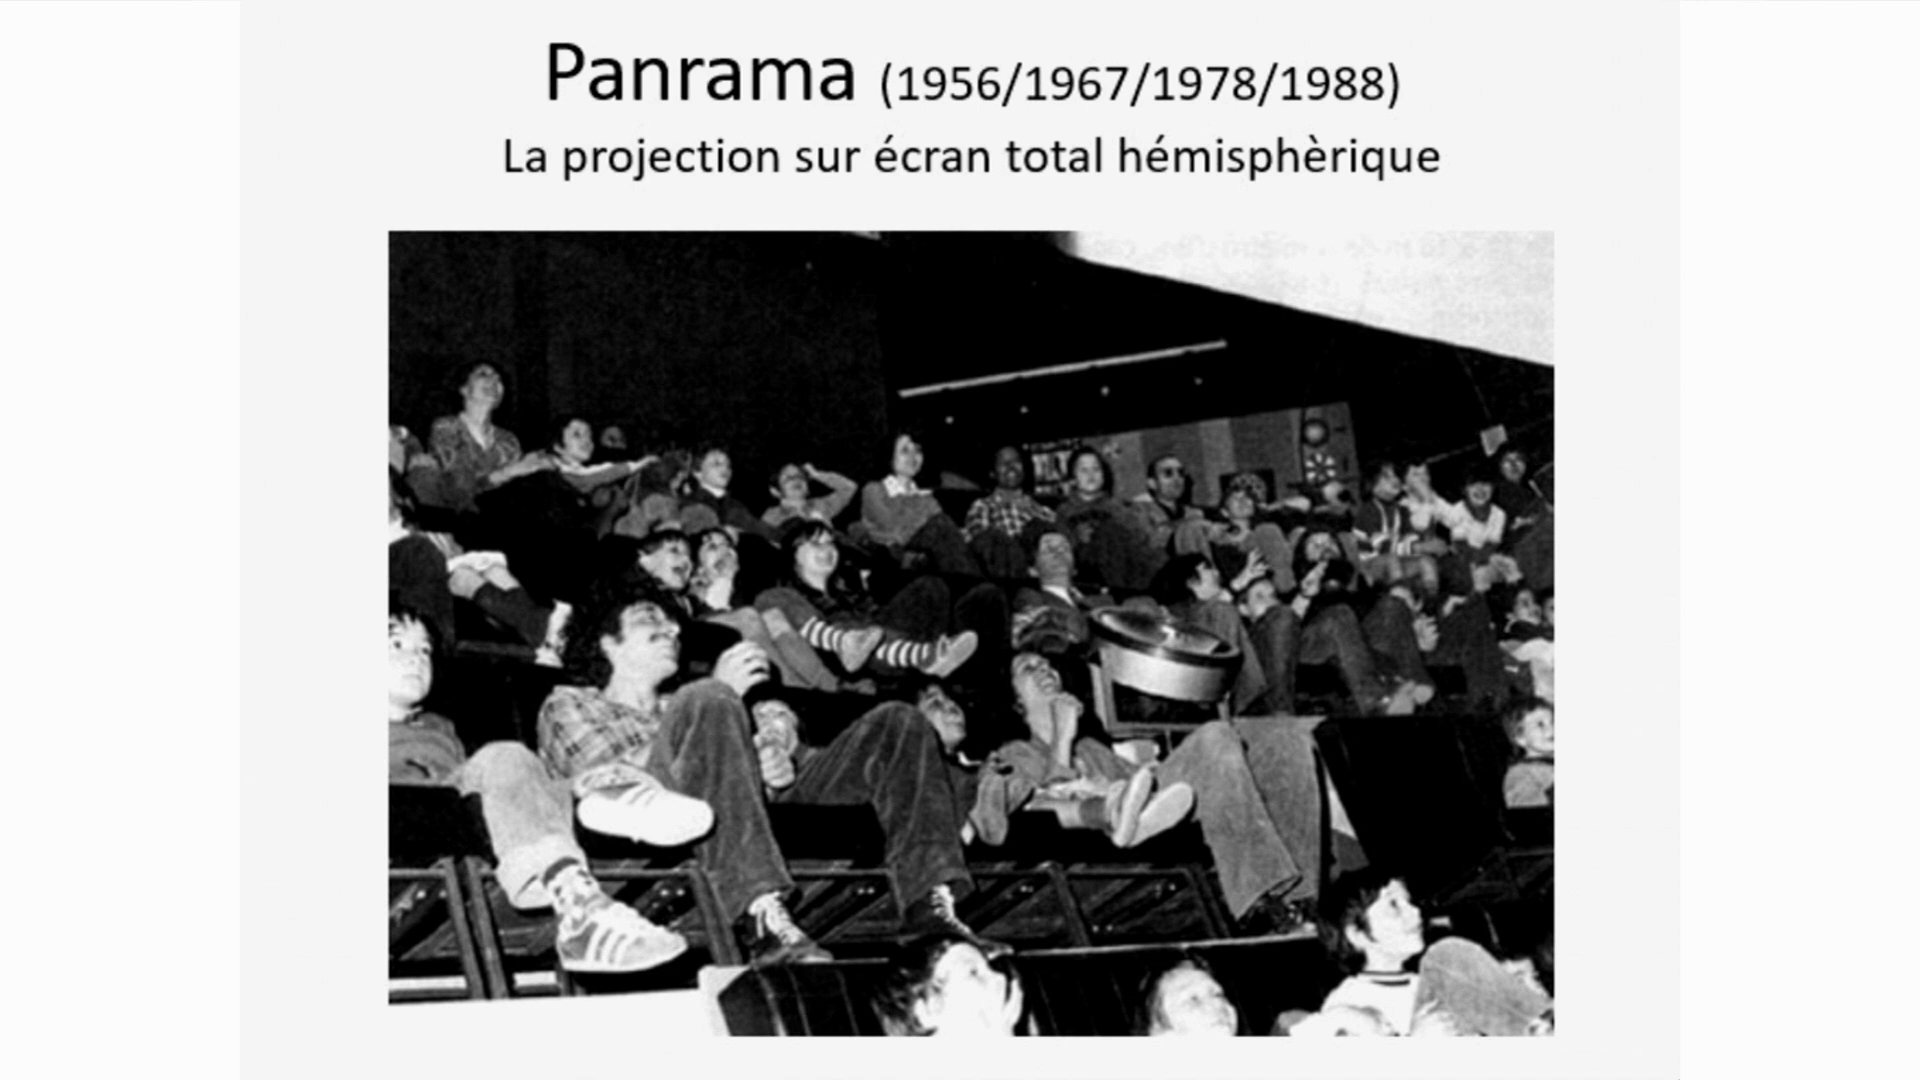 Panrama (1956/1967/1978/1988)
La projection sur écran total hémisphèrique